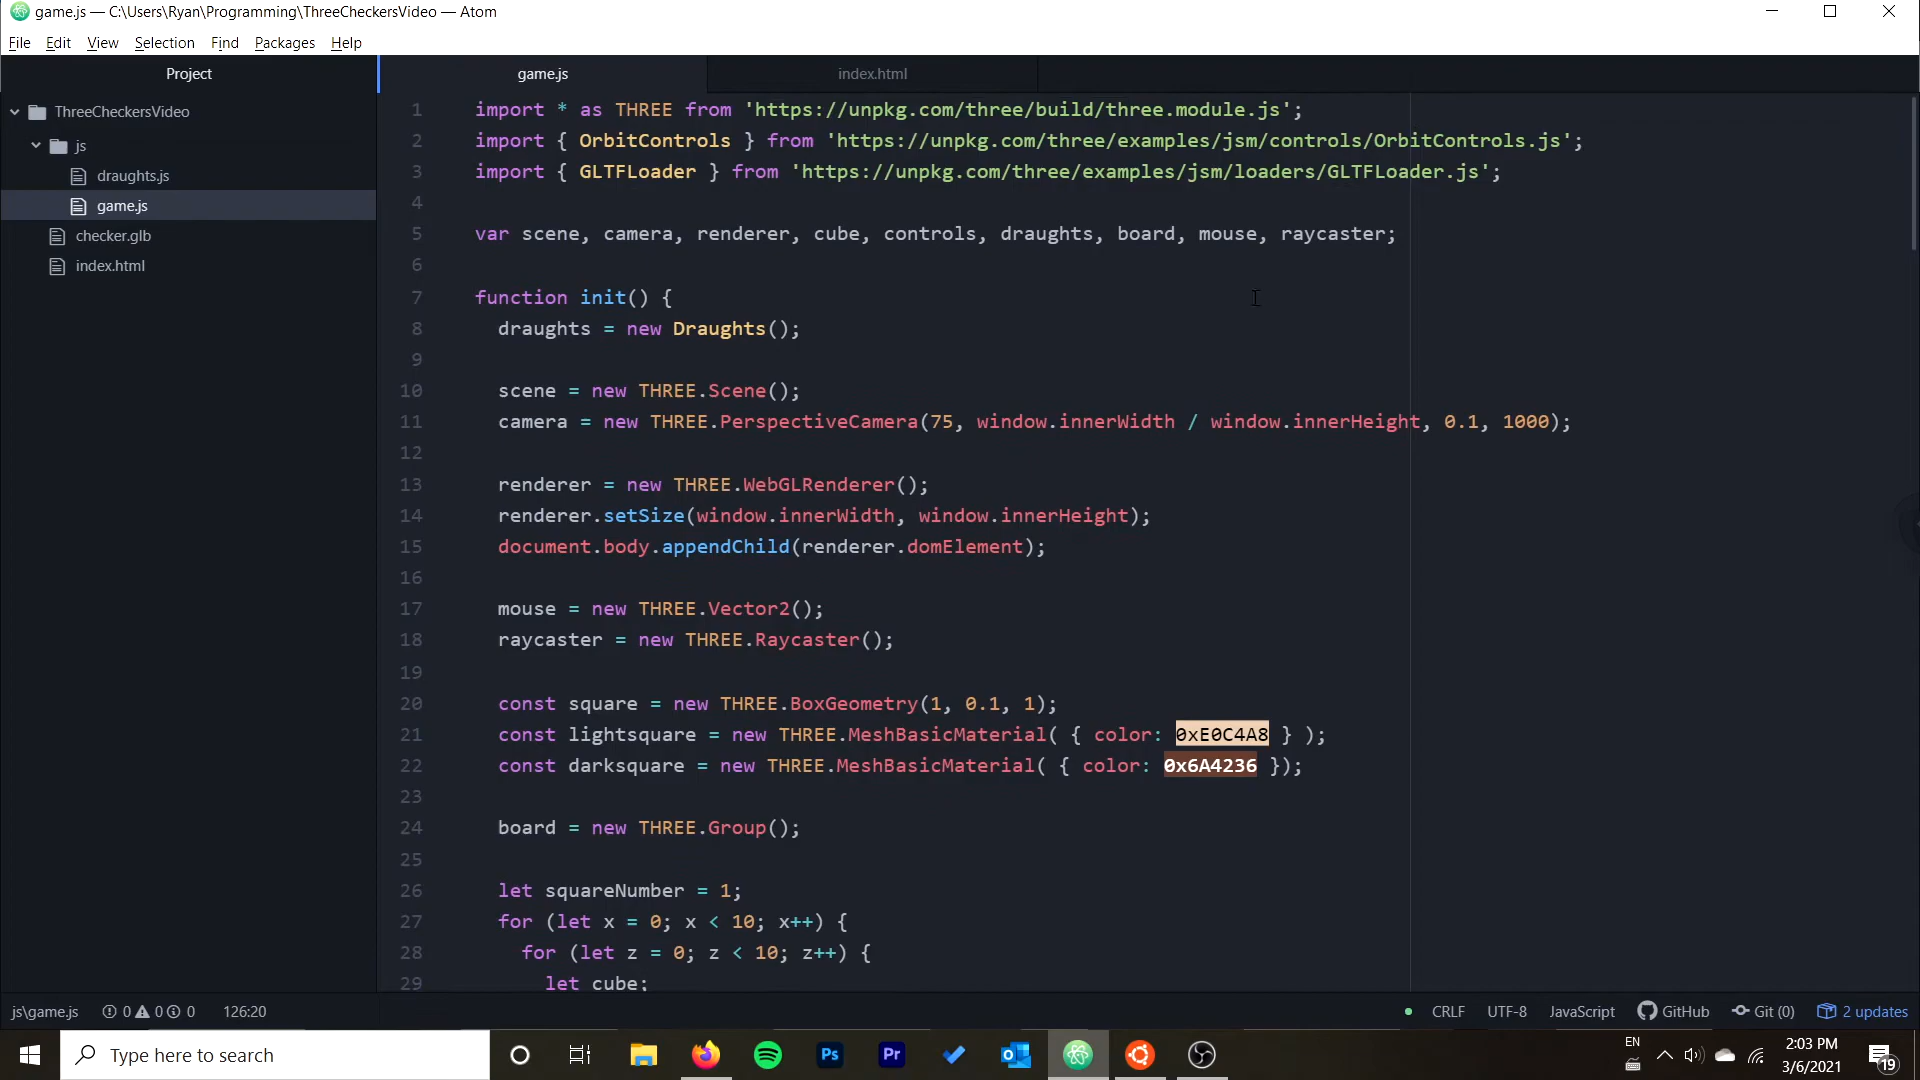 game.js — C:\Users\Ryan\Programming\ThreeCheckersVideo — Atom
File Edit View Selection Find Packages Help
Project
game.js
index.html
ThreeCheckersVideo
js
draughts.js
game.js
checker.glb
index.html
1 import * as THREE from 'https://unpkg.com/three/build/three.module.js';
2 import { OrbitControls } from 'https://unpkg.com/three/examples/jsm/controls/OrbitControls.js';
3 import { GLTFLoader } from 'https://unpkg.com/three/examples/jsm/loaders/GLTFLoader.js';
4
5 var scene, camera, renderer, cube, controls, draughts, board, mouse, raycaster;
6
7 function init() {
8 draughts = new Draughts();
9
10 scene = new THREE.Scene();
11 camera = new THREE.PerspectiveCamera(75, window.innerWidth / window.innerHeight, 0.1, 1000);
12
13 renderer = new THREE.WebGLRenderer();
14 renderer.setSize(window.innerWidth, window.innerHeight);
15 document.body.appendChild(renderer.domElement);
16
17 mouse = new THREE.Vector2();
18 raycaster = new THREE.Raycaster();
19
20 const square = new THREE.BoxGeometry(1, 0.1, 1);
21 const lightsquare = new THREE.MeshBasicMaterial( { color: 0xE0C4A8 } );
22 const darksquare = new THREE.MeshBasicMaterial( { color: 0x6A4236 });
23
24 board = new THREE.Group();
25
26 let squareNumber = 1;
27 for (let x = 0; x < 10; x++) {
28 for (let z = 0; z < 10; z++) {
29 let cube;
js\game.js 0 0 0 126:20 CRLF UTF-8 JavaScript GitHub Git (0) 2 updates
Type here to search
Ps
Pr
EN
2:03 PM
3/6/2021
19